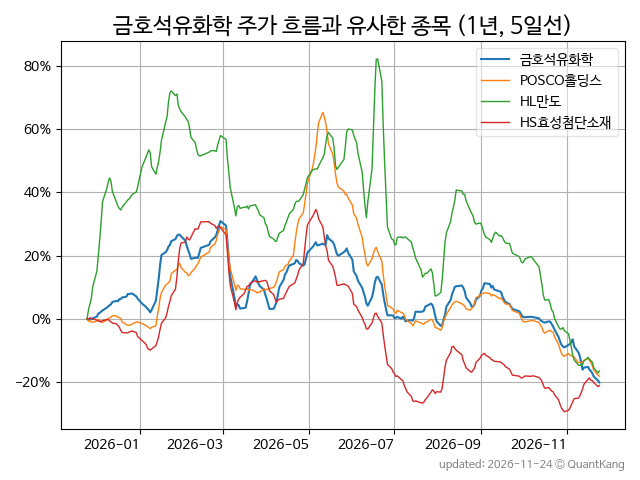 금호석유화학 주가 흐름과 유사한 종목 (1년, 5일선)
금호석유화학
POSCO홀딩스
HL만도
HS효성첨단소재
80%
60%
40%
20%
0%
−20%
2026−01 2026−03 2026−05 2026−07 2026−09 2026−11
updated: 2026-11-24 © QuantKang